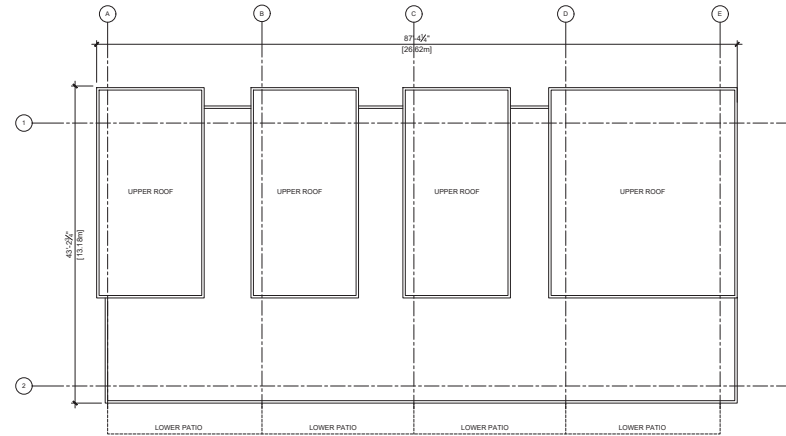 A
B
C
D
E
87'-4¼"
[26.62m]
1
43'-2¾"
[13.18m]
UPPER ROOF
UPPER ROOF
UPPER ROOF
UPPER ROOF
2
LOWER PATIO
LOWER PATIO
LOWER PATIO
LOWER PATIO